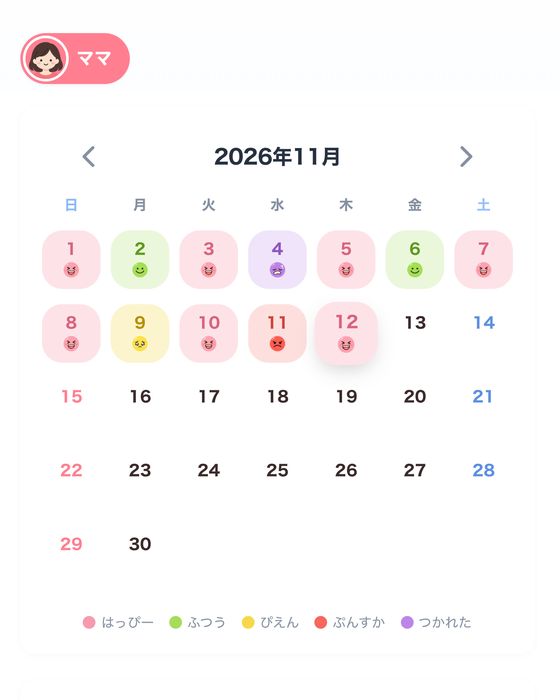 ママ
2026年11月
日 月 火 水 木 金 土
1 2 3 4 5 6 7
8 9 10 11 12 13 14
15 16 17 18 19 20 21
22 23 24 25 26 27 28
29 30
はっぴー ふつう ぴえん ぷんすか つかれた